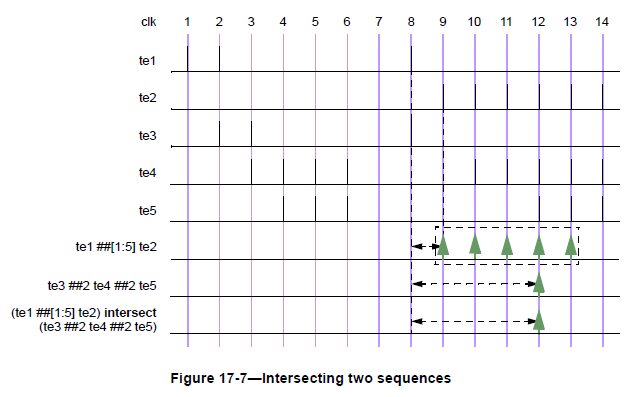 clk 1 2 3 4 5 6 7 8 9 10 11 12 13 14
te1
te2
te3
te4
te5
te1 ##[1:5] te2
te3 ##2 te4 ##2 te5
(te1 ##[1:5] te2) intersect
(te3 ##2 te4 ##2 te5)
Figure 17-7—Intersecting two sequences